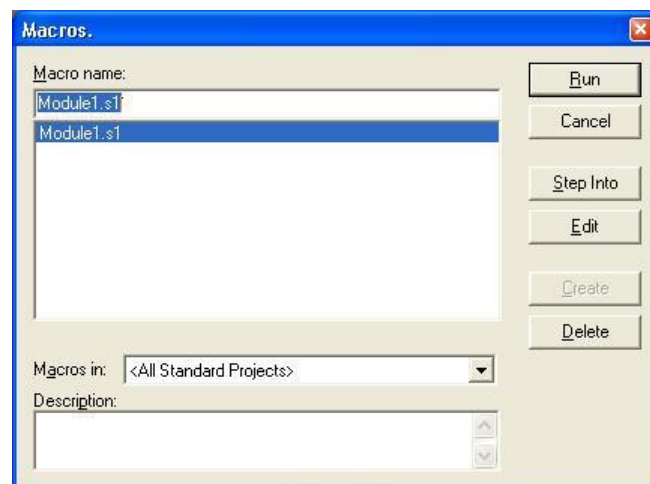 Macros.
Macro name:
Module1.s1
Module1.s1
Run
Cancel
Step Into
Edit
Create
Delete
Macros in: <All Standard Projects>
Description: